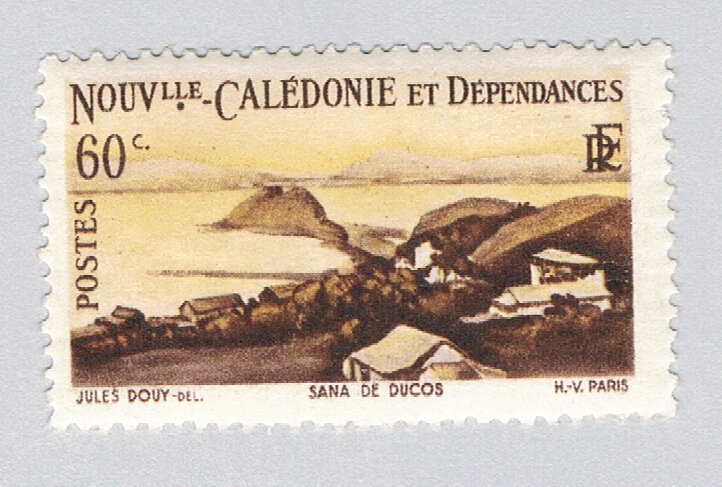 NOUVLLE-CALÉDONIE ET DÉPENDANCES
60 C.
RF
POSTES
JULES DOUY-DEL.
SANA DE DUCOS
H.-V. PARIS